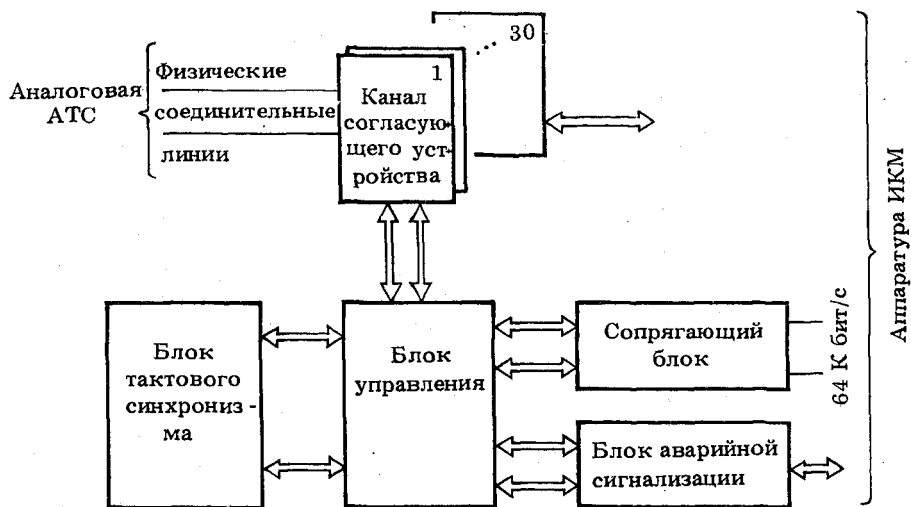 Аналоговая
АТС
Физические
соединительные
линии
1
... 30
Канал
согласую-
щего уст-
ройства
Блок
тактового
синхрониз -
ма
Блок
управления
Сопрягающий
блок
64 К бит/с
Блок аварийной
сигнализации
Аппаратура ИКМ